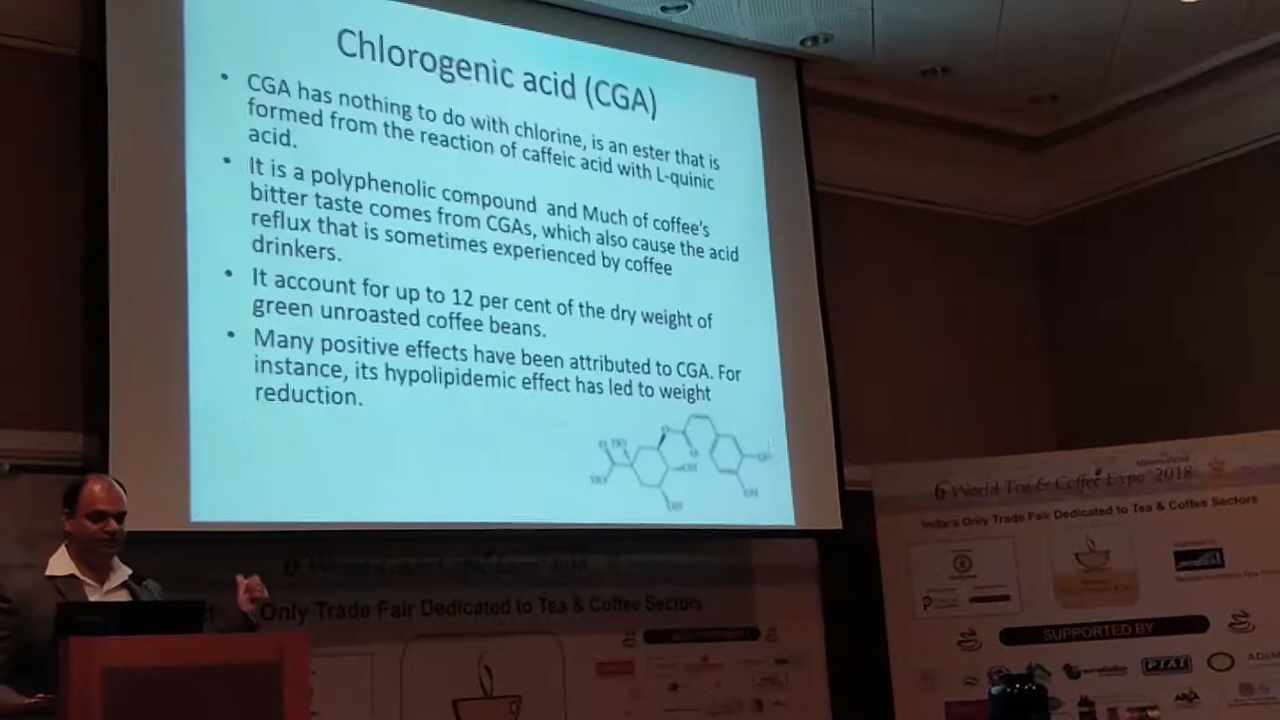 Chlorogenic acid (CGA)
• CGA has nothing to do with chlorine, is an ester that is
formed from the reaction of caffeic acid with L-quinic
acid.
• It is a polyphenolic compound and Much of coffee's
bitter taste comes from CGAs, which also cause the acid
reflux that is sometimes experienced by coffee
drinkers.
• It account for up to 12 per cent of the dry weight of
green unroasted coffee beans.
• Many positive effects have been attributed to CGA. For
instance, its hypolipidemic effect has led to weight
reduction.
OH
OH
World Tea & Coffee Expo 2018
India's Only Trade Fair Dedicated to Tea & Coffee Sectors
SUPPORTED BY
PTAI
Only Trade Fair Dedicated to Tea & Coffee Sectors